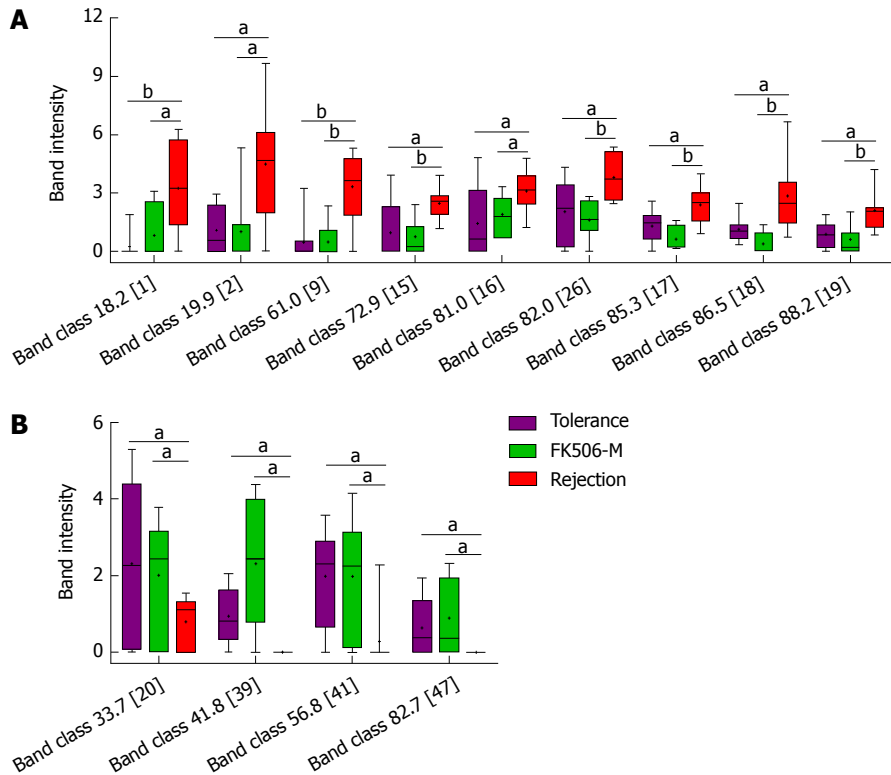 A
12
9
6
3
0
Band intensity
b
a
a
a
b
b
a
b
a
a
a
b
a
b
a
b
a
b
Band class 18.2 [1]
Band class 19.9 [2]
Band class 61.0 [9]
Band class 72.9 [15]
Band class 81.0 [16]
Band class 82.0 [26]
Band class 85.3 [17]
Band class 86.5 [18]
Band class 88.2 [19]
B
6
4
2
0
Band intensity
a
a
a
a
a
a
a
a
Band class 33.7 [20]
Band class 41.8 [39]
Band class 56.8 [41]
Band class 82.7 [47]
Tolerance
FK506-M
Rejection